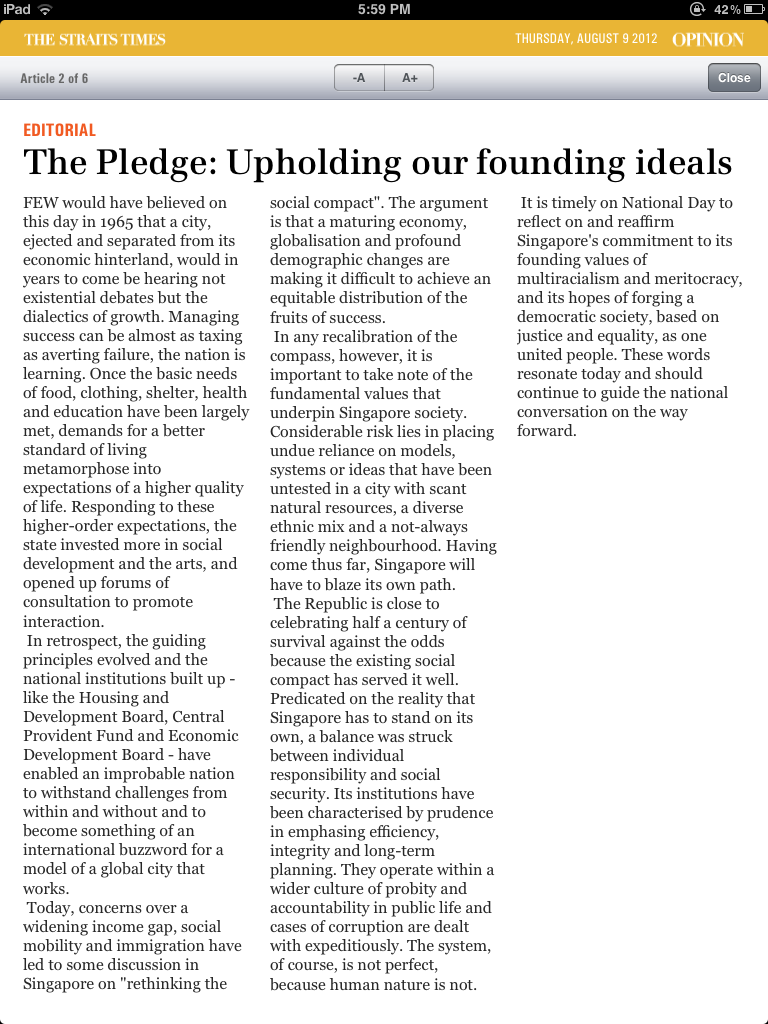 iPad 5:59 PM 42%
THE STRAITS TIMES THURSDAY, AUGUST 9 2012 OPINION
Article 2 of 6 -A A+ Close
EDITORIAL
The Pledge: Upholding our founding ideals
FEW would have believed on
this day in 1965 that a city,
ejected and separated from its
economic hinterland, would in
years to come be hearing not
existential debates but the
dialectics of growth. Managing
success can be almost as taxing
as averting failure, the nation is
learning. Once the basic needs
of food, clothing, shelter, health
and education have been largely
met, demands for a better
standard of living
metamorphose into
expectations of a higher quality
of life. Responding to these
higher-order expectations, the
state invested more in social
development and the arts, and
opened up forums of
consultation to promote
interaction.
In retrospect, the guiding
principles evolved and the
national institutions built up -
like the Housing and
Development Board, Central
Provident Fund and Economic
Development Board - have
enabled an improbable nation
to withstand challenges from
within and without and to
become something of an
international buzzword for a
model of a global city that
works.
Today, concerns over a
widening income gap, social
mobility and immigration have
led to some discussion in
Singapore on "rethinking the
social compact". The argument
is that a maturing economy,
globalisation and profound
demographic changes are
making it difficult to achieve an
equitable distribution of the
fruits of success.
In any recalibration of the
compass, however, it is
important to take note of the
fundamental values that
underpin Singapore society.
Considerable risk lies in placing
undue reliance on models,
systems or ideas that have been
untested in a city with scant
natural resources, a diverse
ethnic mix and a not-always
friendly neighbourhood. Having
come thus far, Singapore will
have to blaze its own path.
The Republic is close to
celebrating half a century of
survival against the odds
because the existing social
compact has served it well.
Predicated on the reality that
Singapore has to stand on its
own, a balance was struck
between individual
responsibility and social
security. Its institutions have
been characterised by prudence
in emphasing efficiency,
integrity and long-term
planning. They operate within a
wider culture of probity and
accountability in public life and
cases of corruption are dealt
with expeditiously. The system,
of course, is not perfect,
because human nature is not.
It is timely on National Day to
reflect on and reaffirm
Singapore's commitment to its
founding values of
multiracialism and meritocracy,
and its hopes of forging a
democratic society, based on
justice and equality, as one
united people. These words
resonate today and should
continue to guide the national
conversation on the way
forward.